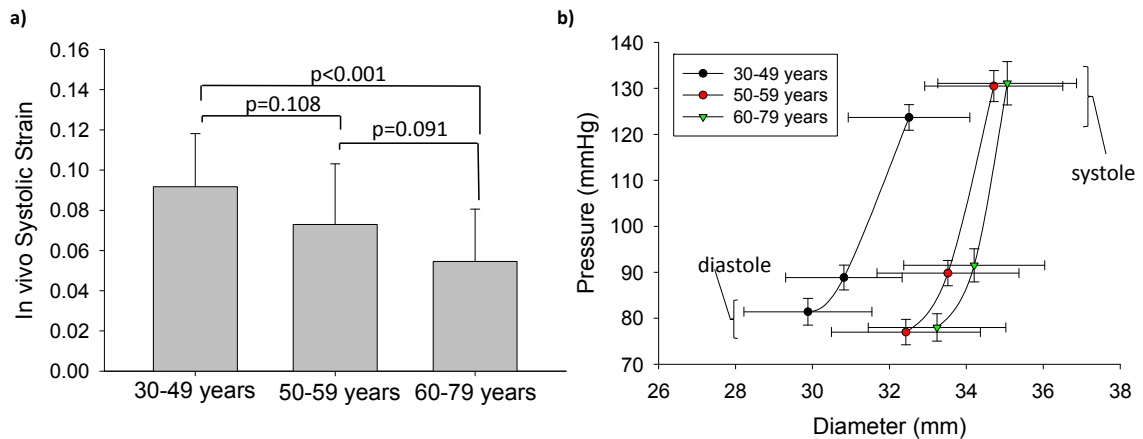 a)
In vivo Systolic Strain
0.16
0.14
0.12
0.10
0.08
0.06
0.04
0.02
0.00
p<0.001
p=0.108
p=0.091
30-49 years
50-59 years
60-79 years
b)
Pressure (mmHg)
140
130
120
110
100
90
80
70
30-49 years
50-59 years
60-79 years
systole
diastole
26
28
30
32
34
36
38
Diameter (mm)